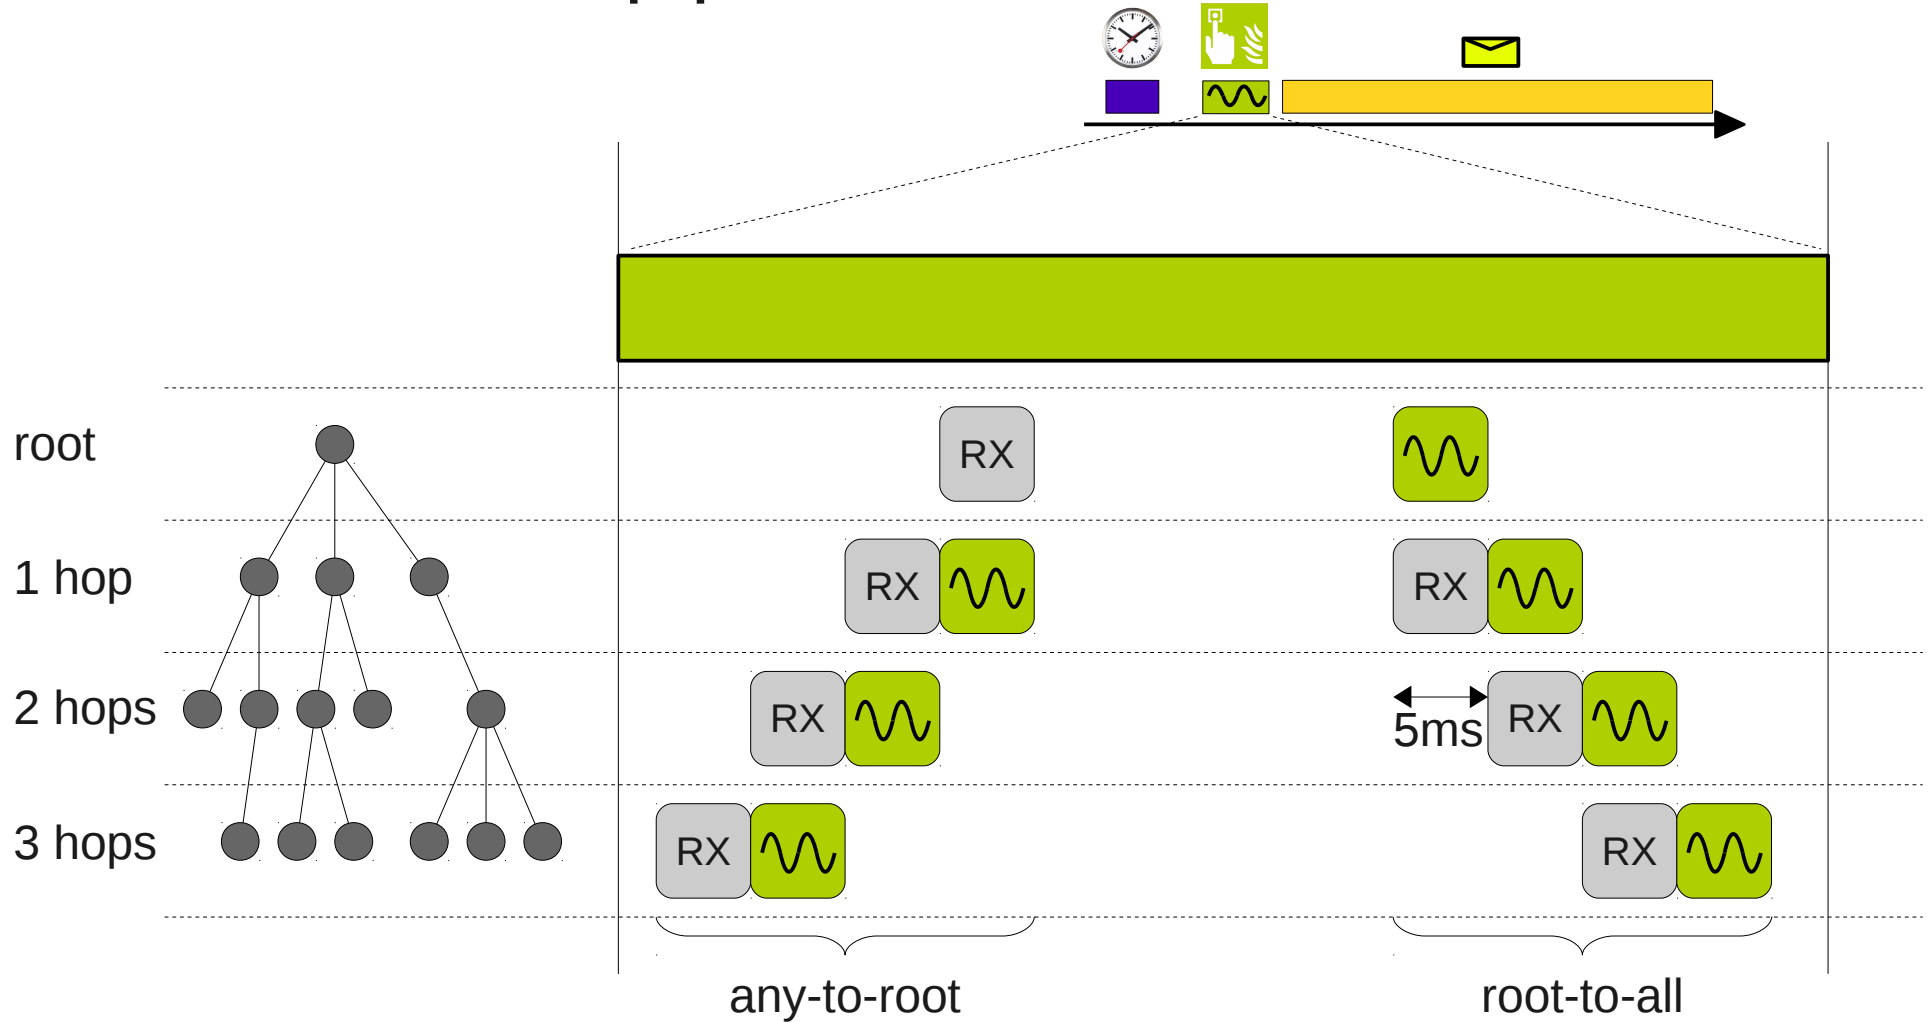 root
RX
1 hop
RX
RX
2 hops
RX
5ms
RX
3 hops
RX
RX
any-to-root
root-to-all